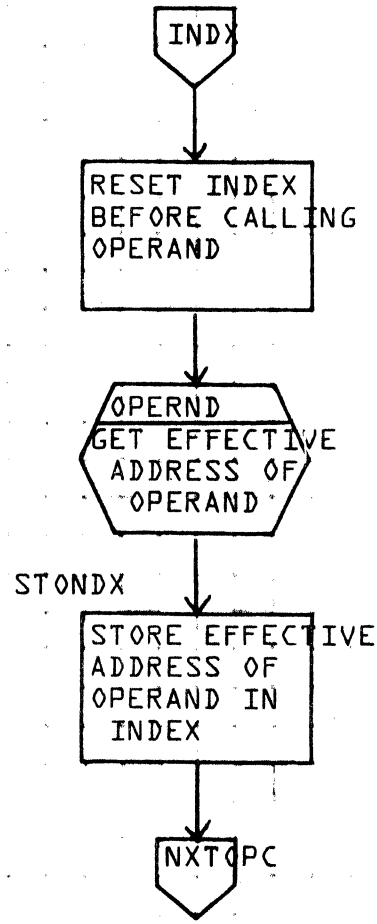 INDX
RESET INDEX
BEFORE CALLING
OPERAND
OPERND
GET EFFECTIVE
ADDRESS OF
OPERAND
STONDX
STORE EFFECTIVE
ADDRESS OF
OPERAND IN
INDEX
NXTOPC